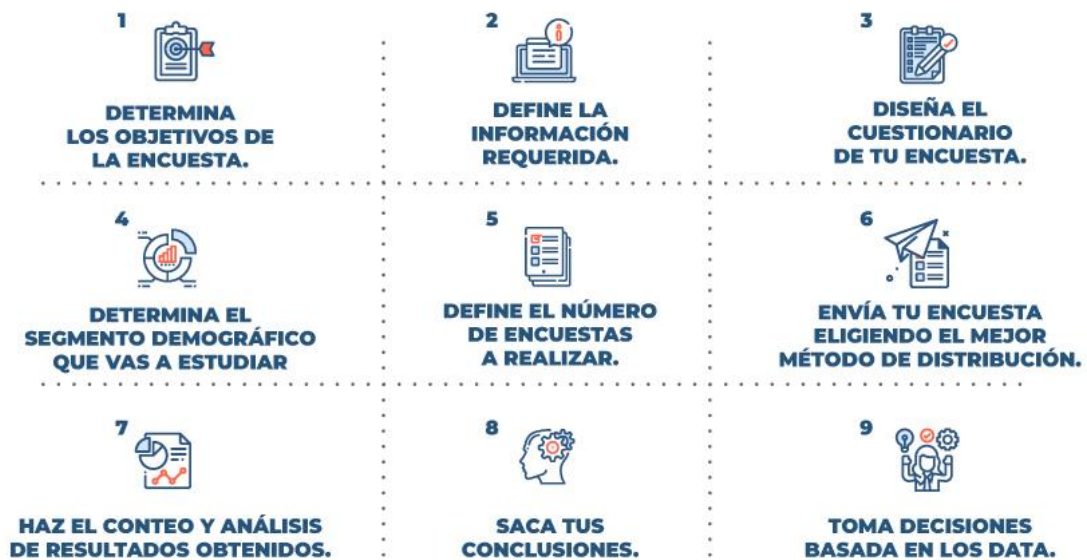 1
DETERMINA
LOS OBJETIVOS DE
LA ENCUESTA.
2
DEFINE LA
INFORMACIÓN
REQUERIDA.
3
DISEÑA EL
CUESTIONARIO
DE TU ENCUESTA.
4
DETERMINA EL
SEGMENTO DEMOGRÁFICO
QUE VAS A ESTUDIAR
5
DEFINE EL NÚMERO
DE ENCUESTAS
A REALIZAR.
6
ENVÍA TU ENCUESTA
ELIGIENDO EL MEJOR
MÉTODO DE DISTRIBUCIÓN.
7
HAZ EL CONTEO Y ANÁLISIS
DE RESULTADOS OBTENIDOS.
8
SACA TUS
CONCLUSIONES.
9
TOMA DECISIONES
BASADA EN LOS DATA.